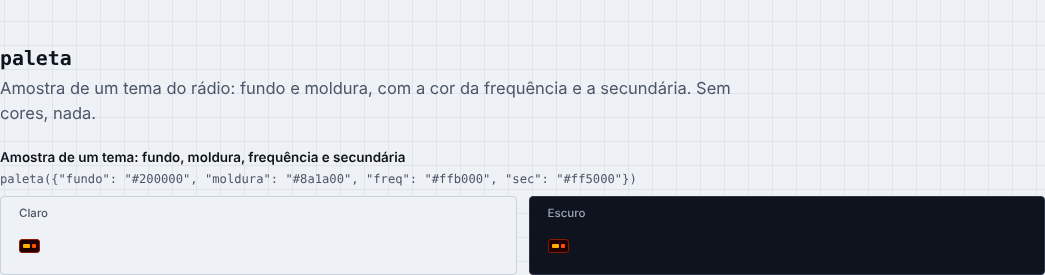 paleta
Amostra de um tema do rádio: fundo e moldura, com a cor da frequência e a secundária. Sem
cores, nada.
Amostra de um tema: fundo, moldura, frequência e secundária
paleta({"fundo": "#200000", "moldura": "#8a1a00", "freq": "#ffb000", "sec": "#ff5000"})
Claro
Escuro